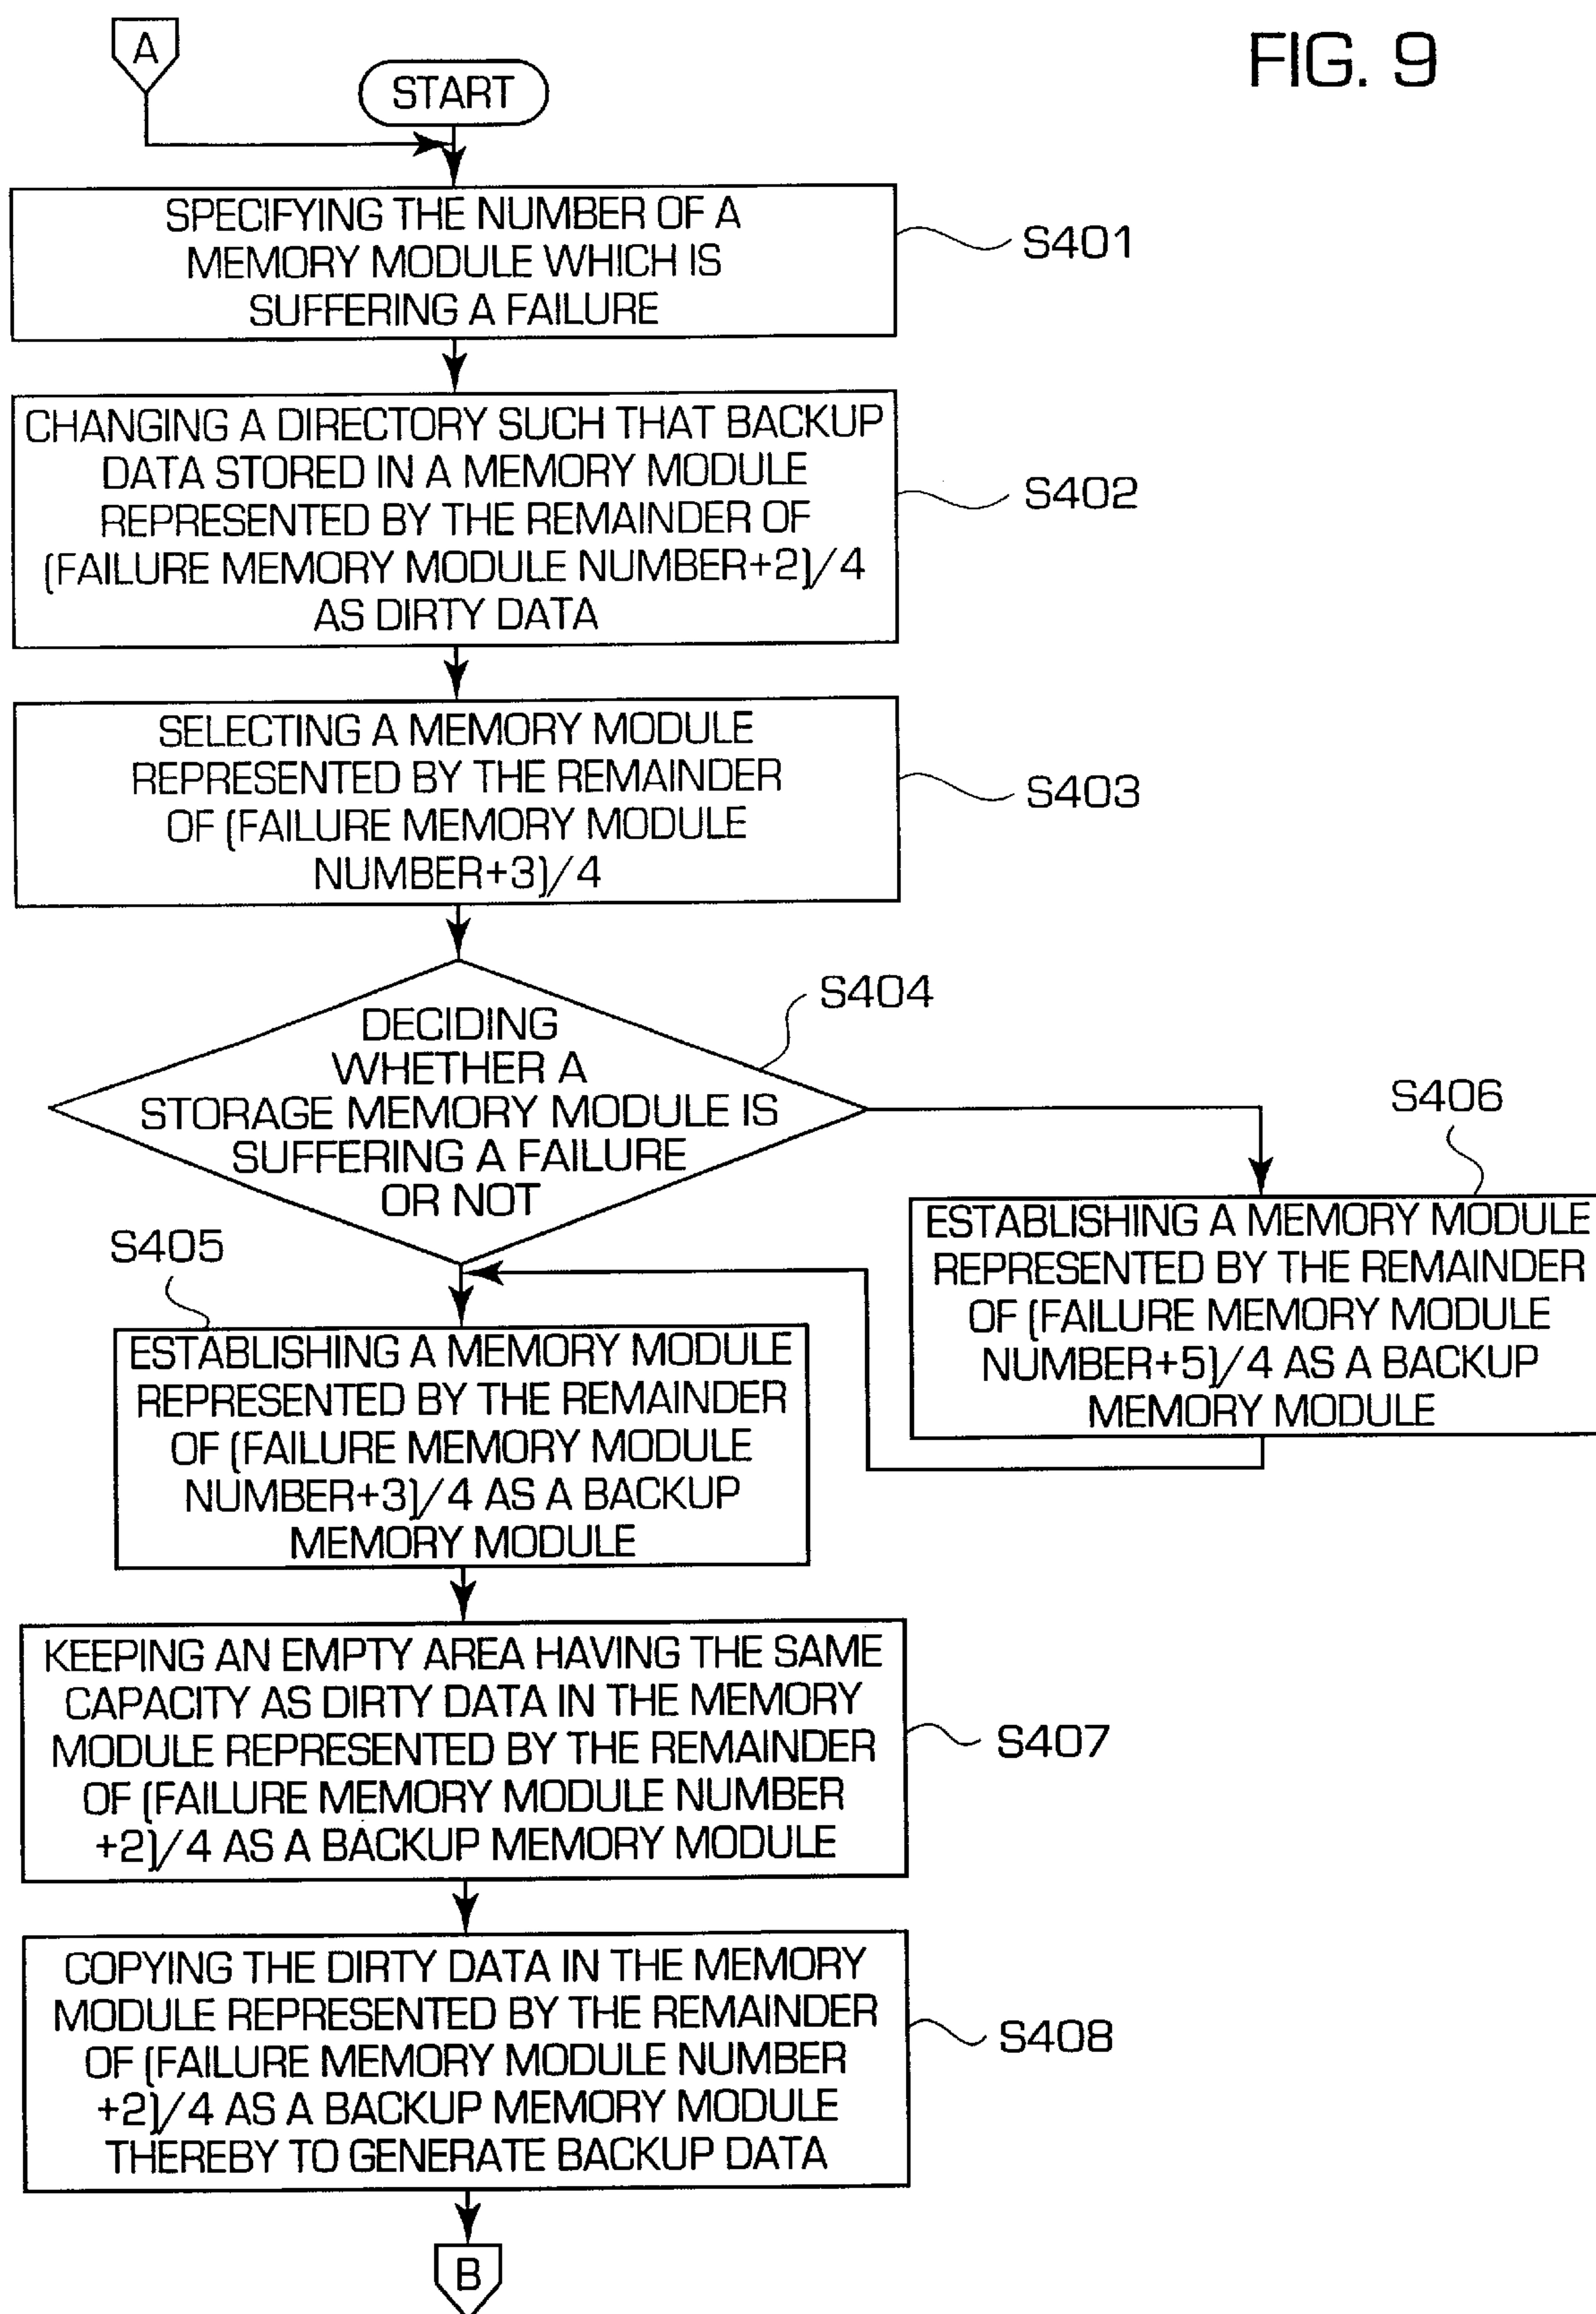 FIG. 9
A
START
SPECIFYING THE NUMBER OF A
MEMORY MODULE WHICH IS
SUFFERING A FAILURE
S401
CHANGING A DIRECTORY SUCH THAT BACKUP
DATA STORED IN A MEMORY MODULE
REPRESENTED BY THE REMAINDER OF
(FAILURE MEMORY MODULE NUMBER+2)/4
AS DIRTY DATA
S402
SELECTING A MEMORY MODULE
REPRESENTED BY THE REMAINDER
OF (FAILURE MEMORY MODULE
NUMBER+3)/4
S403
DECIDING
WHETHER A
STORAGE MEMORY MODULE IS
SUFFERING A FAILURE
OR NOT
S404
S406
ESTABLISHING A MEMORY MODULE
REPRESENTED BY THE REMAINDER
OF (FAILURE MEMORY MODULE
NUMBER+5)/4 AS A BACKUP
MEMORY MODULE
S405
ESTABLISHING A MEMORY MODULE
REPRESENTED BY THE REMAINDER
OF (FAILURE MEMORY MODULE
NUMBER+3)/4 AS A BACKUP
MEMORY MODULE
KEEPING AN EMPTY AREA HAVING THE SAME
CAPACITY AS DIRTY DATA IN THE MEMORY
MODULE REPRESENTED BY THE REMAINDER
OF (FAILURE MEMORY MODULE NUMBER
+2)/4 AS A BACKUP MEMORY MODULE
S407
COPYING THE DIRTY DATA IN THE MEMORY
MODULE REPRESENTED BY THE REMAINDER
OF (FAILURE MEMORY MODULE NUMBER
+2)/4 AS A BACKUP MEMORY MODULE
THEREBY TO GENERATE BACKUP DATA
S408
B